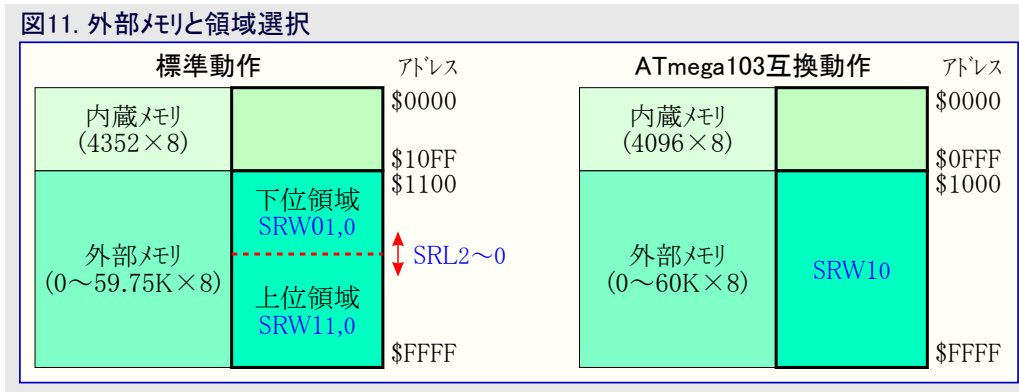 図11. 外部メモリと領域選択
標準動作
アドレス
内蔵メモリ
(4352×8)
$0000
$10FF
$1100
外部メモリ
(0～59.75K×8)
下位領域
SRW01,0
SRL2～0
上位領域
SRW11,0
$FFFF
ATmega103互換動作
アドレス
内蔵メモリ
(4096×8)
$0000
$0FFF
$1000
外部メモリ
(0～60K×8)
SRW10
$FFFF